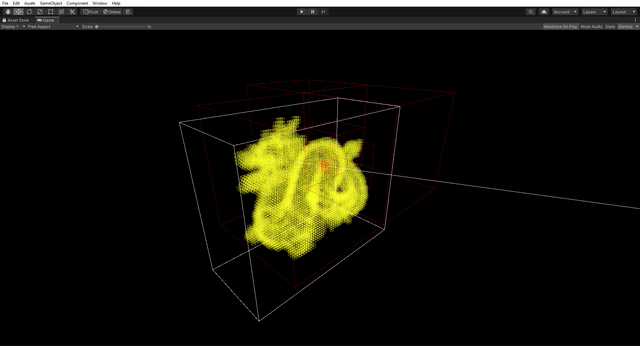 File Edit Assets GameObject Component Window Help
Pivot Global Account Layers Layout
Asset Store Game
Display 1 Free Aspect Scale 1x Maximize On Play Mute Audio Stats Gizmos